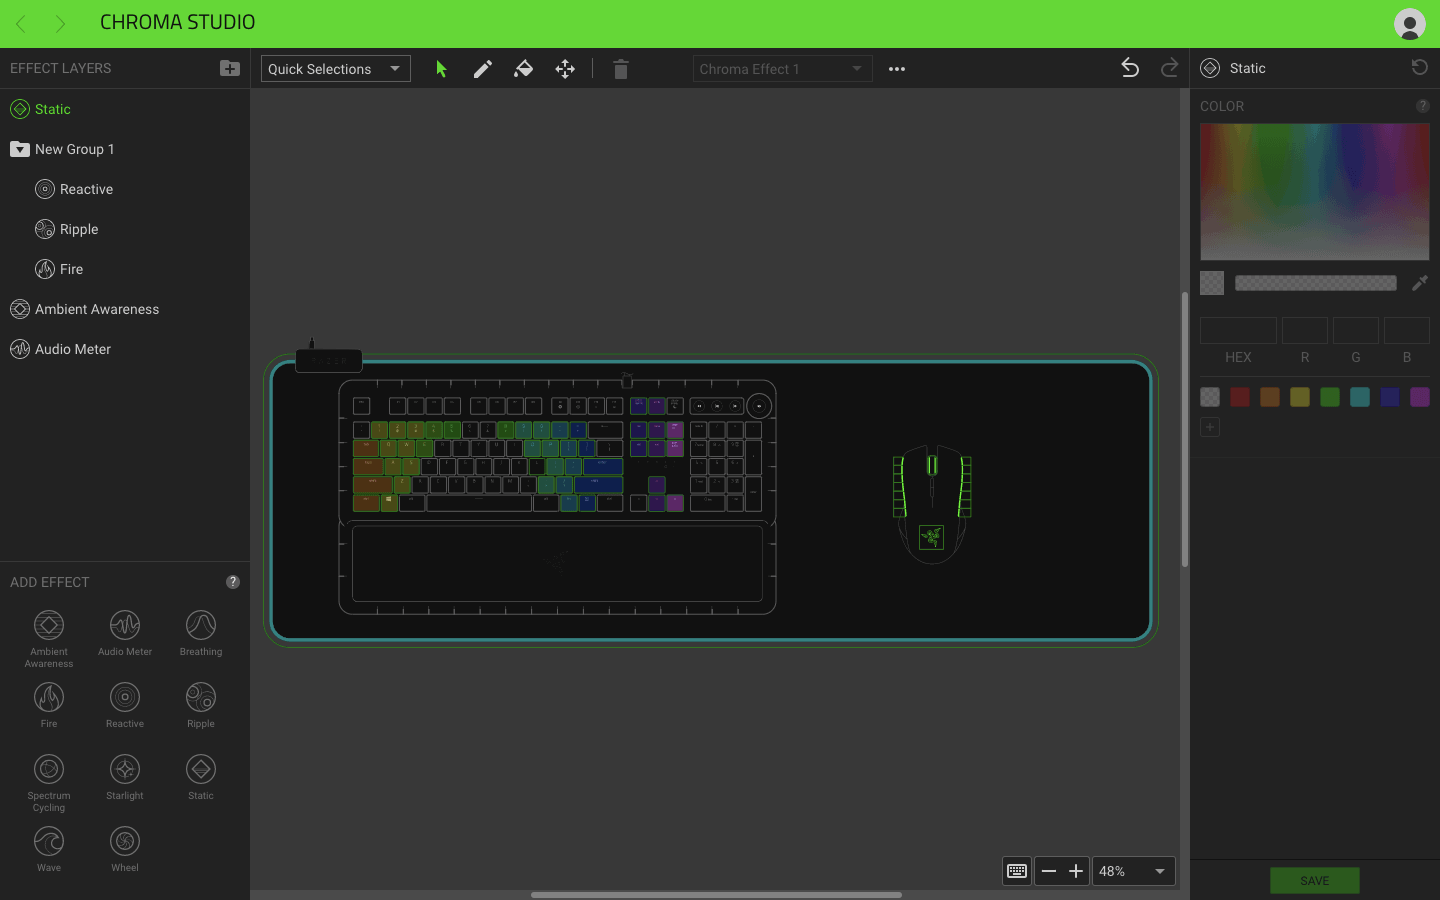 CHROMA STUDIO
EFFECT LAYERS
Static
New Group 1
Reactive
Ripple
Fire
Ambient Awareness
Audio Meter
ADD EFFECT
?
Ambient
Awareness
Audio Meter
Breathing
Fire
Reactive
Ripple
Spectrum
Cycling
Starlight
Static
Wave
Wheel
Quick Selections
Chroma Effect 1
48%
Static
COLOR
?
HEX
R
G
B
SAVE